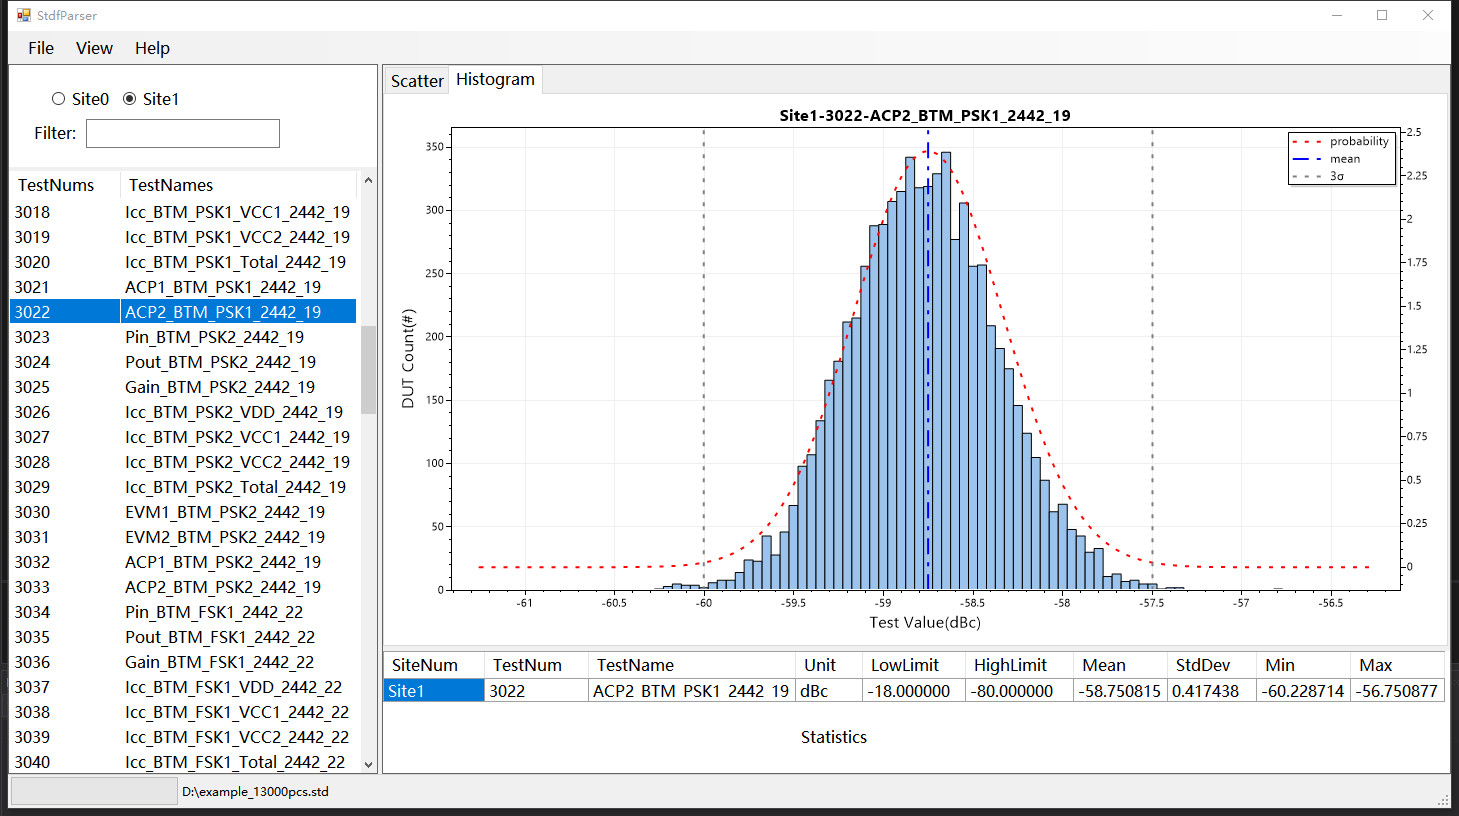 StdfParser
File View Help
Site0 Site1
Filter:
TestNums TestNames
3018 Icc_BTM_PSK1_VCC1_2442_19
3019 Icc_BTM_PSK1_VCC2_2442_19
3020 Icc_BTM_PSK1_Total_2442_19
3021 ACP1_BTM_PSK1_2442_19
3022 ACP2_BTM_PSK1_2442_19
3023 Pin_BTM_PSK2_2442_19
3024 Pout_BTM_PSK2_2442_19
3025 Gain_BTM_PSK2_2442_19
3026 Icc_BTM_PSK2_VDD_2442_19
3027 Icc_BTM_PSK2_VCC1_2442_19
3028 Icc_BTM_PSK2_VCC2_2442_19
3029 Icc_BTM_PSK2_Total_2442_19
3030 EVM1_BTM_PSK2_2442_19
3031 EVM2_BTM_PSK2_2442_19
3032 ACP1_BTM_PSK2_2442_19
3033 ACP2_BTM_PSK2_2442_19
3034 Pin_BTM_FSK1_2442_22
3035 Pout_BTM_FSK1_2442_22
3036 Gain_BTM_FSK1_2442_22
3037 Icc_BTM_FSK1_VDD_2442_22
3038 Icc_BTM_FSK1_VCC1_2442_22
3039 Icc_BTM_FSK1_VCC2_2442_22
3040 Icc_BTM_FSK1_Total_2442_22
Scatter Histogram
Site1-3022-ACP2_BTM_PSK1_2442_19
probability
mean
3σ
DUT Count(#)
350
300
250
200
150
100
50
0
2.5
2.25
2
1.75
1.5
1.25
1
0.75
0.5
0.25
0
-61 -60.5 -60 -59.5 -59 -58.5 -58 -57.5 -57 -56.5
Test Value(dBc)
SiteNum TestNum TestName Unit LowLimit HighLimit Mean StdDev Min Max
Site1 3022 ACP2_BTM_PSK1_2442_19 dBc -18.000000 -80.000000 -58.750815 0.417438 -60.228714 -56.750877
Statistics
D:\example_13000pcs.std